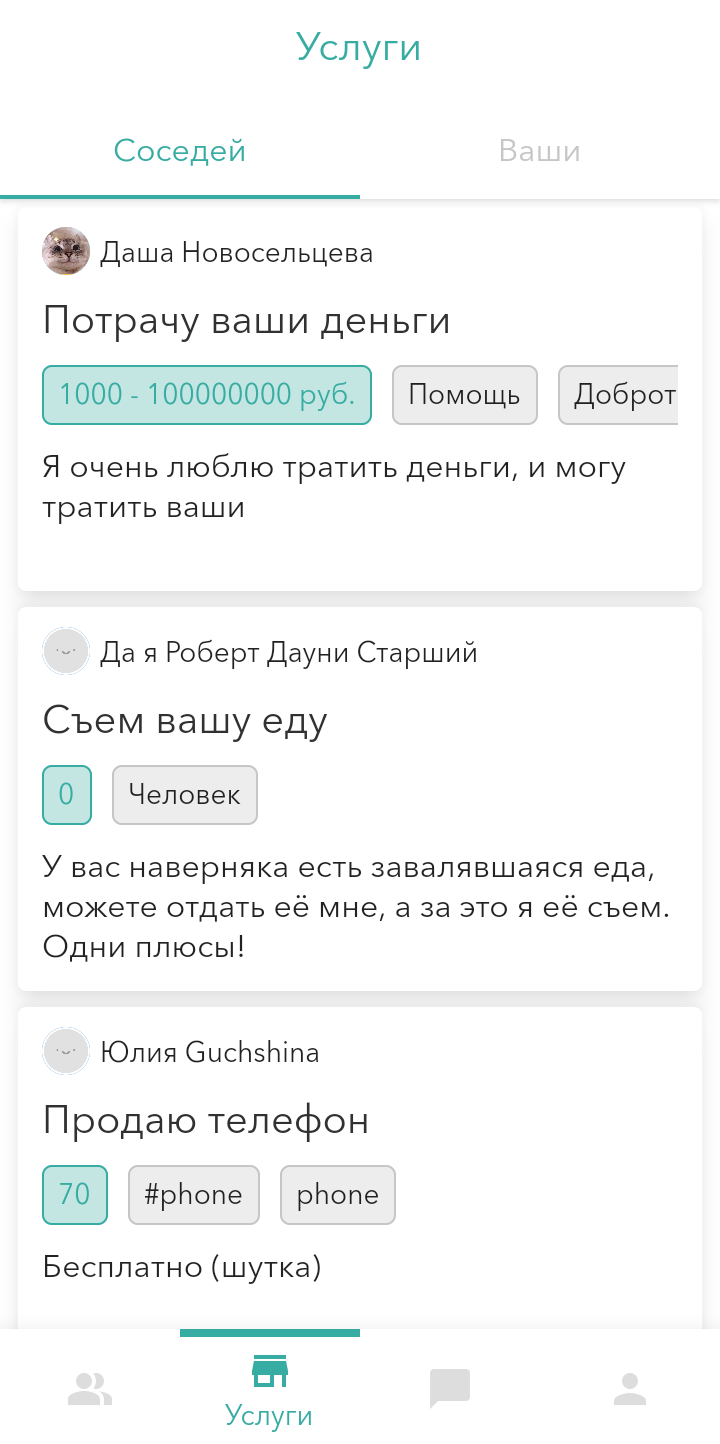 Услуги
Соседей
Ваши
Даша Новосельцева
Потрачу ваши деньги
1000 - 100000000 руб.
Помощь
Доброт
Я очень люблю тратить деньги, и могу
тратить ваши
Да я Роберт Дауни Старший
Съем вашу еду
0
Человек
У вас наверняка есть завалявшаяся еда,
можете отдать её мне, а за это я её съем.
Одни плюсы!
Юлия Guchshina
Продаю телефон
70
#phone
phone
Бесплатно (шутка)
Услуги